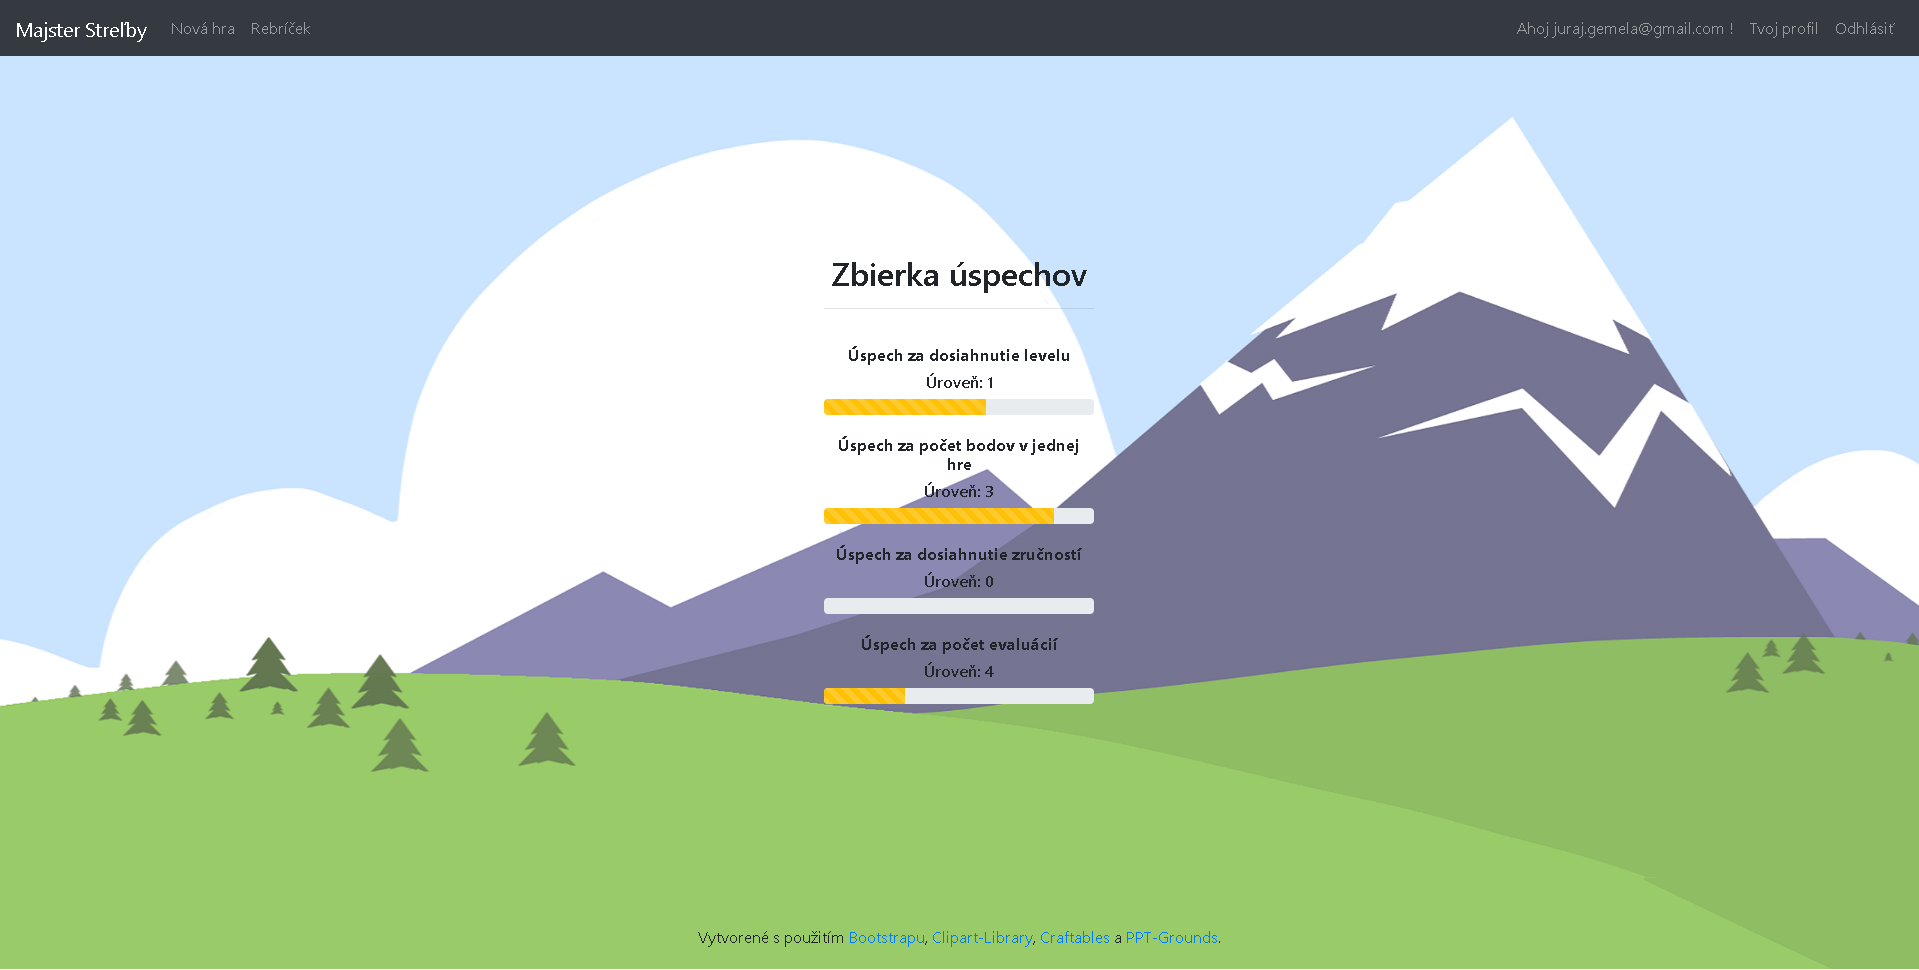 Majster Streľby Nová hra Rebríček Ahoj juraj.gemela@gmail.com ! Tvoj profil Odhlásiť
Zbierka úspechov
Úspech za dosiahnutie levelu
Úroveň: 1
Úspech za počet bodov v jednej
hre
Úroveň: 3
Úspech za dosiahnutie zručností
Úroveň: 0
Úspech za počet evaluácií
Úroveň: 4
Vytvorené s použitím Bootstrapu, Clipart-Library, Craftables a PPT-Grounds.